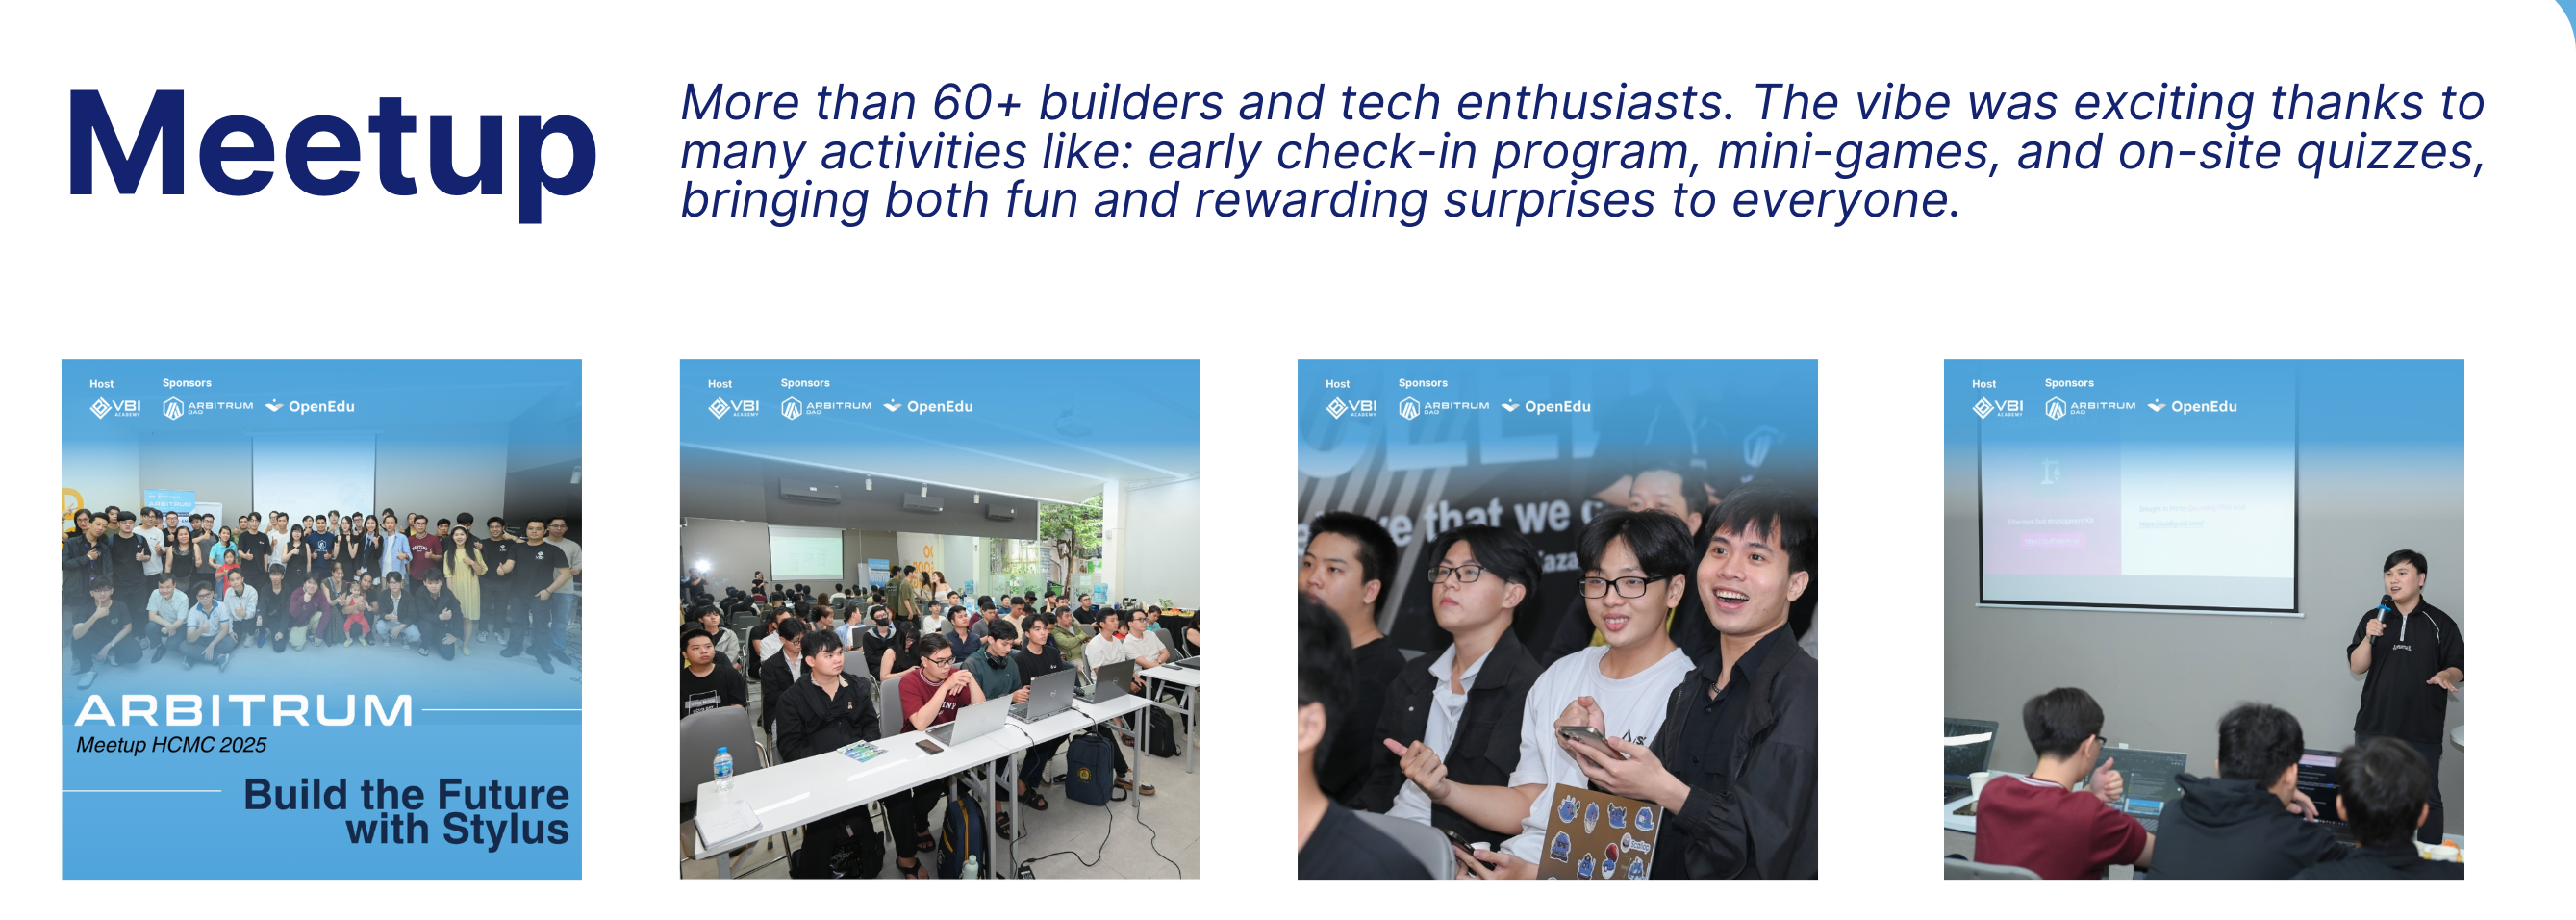 Meetup
More than 60+ builders and tech enthusiasts. The vibe was exciting thanks to
many activities like: early check-in program, mini-games, and on-site quizzes,
bringing both fun and rewarding surprises to everyone.
Host
Sponsors
VBI
ACADEMY
ARBITRUM
DAO
OpenEdu
ARBITRUM
ARBITRUM
Meetup HCMC 2025
Build the Future
with Stylus
Host
Sponsors
VBI
ACADEMY
ARBITRUM
DAO
OpenEdu
Host
Sponsors
VBI
ACADEMY
ARBITRUM
DAO
OpenEdu
that we
Host
Sponsors
VBI
ACADEMY
ARBITRUM
DAO
OpenEdu